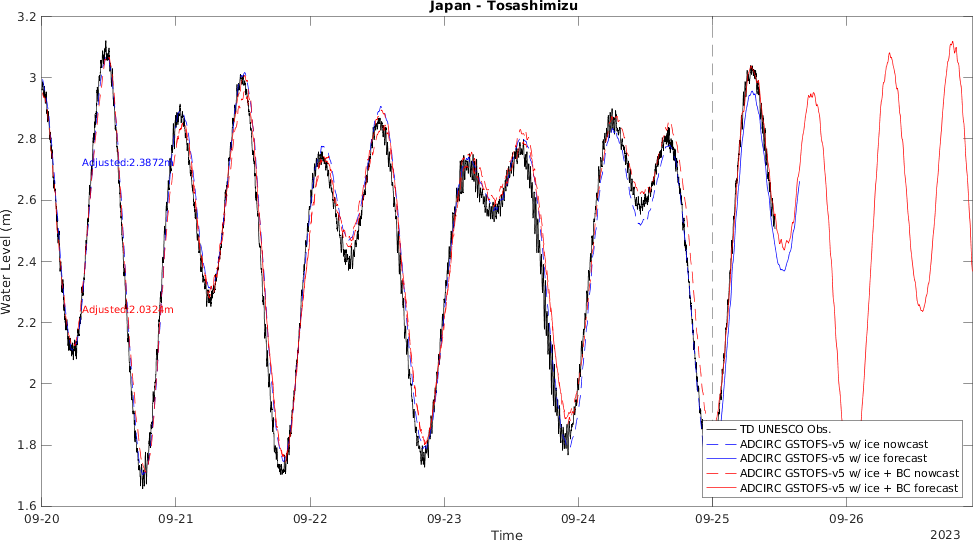 Japan - Tosashimizu
3.2
3
2.8
2.6
2.4
2.2
2
1.8
1.6
Water Level (m)
Adjusted:2.3872m
Adjusted:2.0324m
TD UNESCO Obs.
ADCIRC GSTOFS-v5 w/ ice nowcast
ADCIRC GSTOFS-v5 w/ ice forecast
ADCIRC GSTOFS-v5 w/ ice + BC nowcast
ADCIRC GSTOFS-v5 w/ ice + BC forecast
09-20 09-21 09-22 09-23 09-24 09-25 09-26
Time
2023